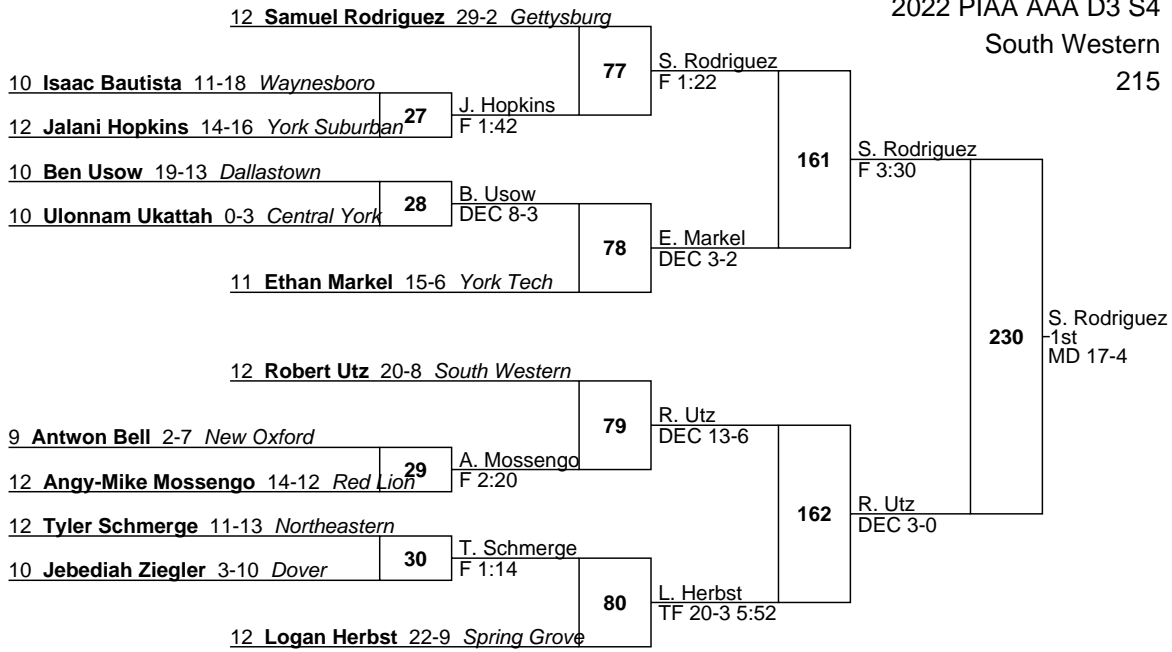 2022 PIAA AAA D3 S4
South Western
215
12 Samuel Rodriguez 29-2 Gettysburg
77
S. Rodriguez
F 1:22
10 Isaac Bautista 11-18 Waynesboro
27
J. Hopkins
F 1:42
12 Jalani Hopkins 14-16 York Suburban
161
S. Rodriguez
F 3:30
10 Ben Usow 19-13 Dallastown
28
B. Usow
DEC 8-3
10 Ulonnam Ukattah 0-3 Central York
78
E. Markel
DEC 3-2
11 Ethan Markel 15-6 York Tech
230
S. Rodriguez
1st
MD 17-4
12 Robert Utz 20-8 South Western
79
R. Utz
DEC 13-6
9 Antwon Bell 2-7 New Oxford
29
A. Mossengo
F 2:20
12 Angy-Mike Mossengo 14-12 Red Lion
162
R. Utz
DEC 3-0
12 Tyler Schmerge 11-13 Northeastern
30
T. Schmerge
F 1:14
10 Jebediah Ziegler 3-10 Dover
80
L. Herbst
TF 20-3 5:52
12 Logan Herbst 22-9 Spring Grove